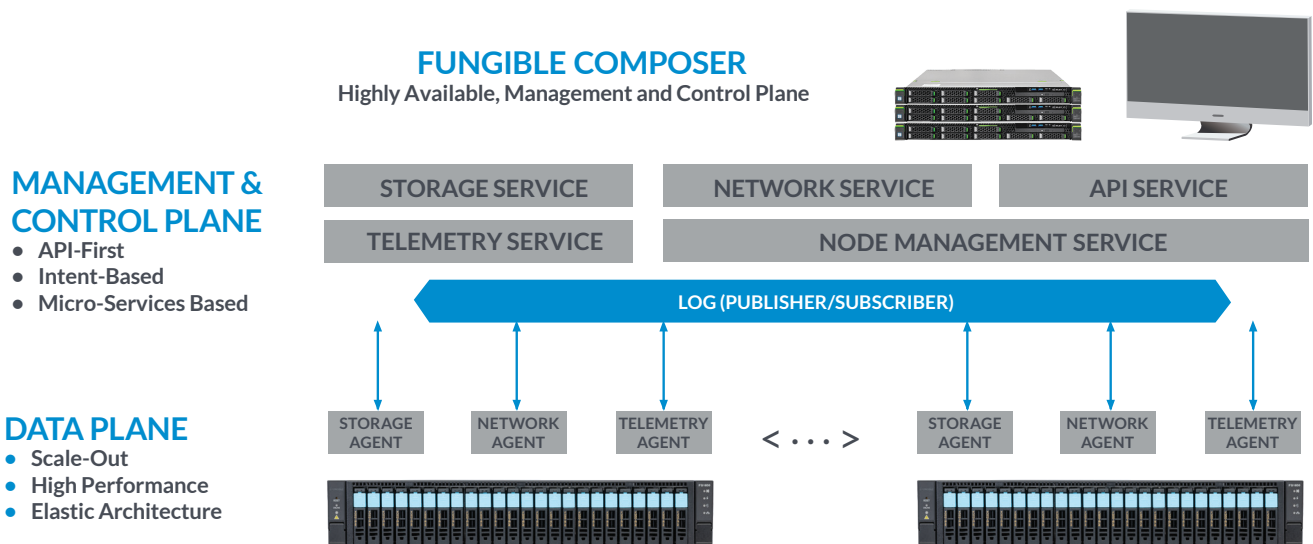 FUNGIBLE COMPOSER
Highly Available, Management and Control Plane
MANAGEMENT &
CONTROL PLANE
● API-First
● Intent-Based
● Micro-Services Based
STORAGE SERVICE
NETWORK SERVICE
API SERVICE
TELEMETRY SERVICE
NODE MANAGEMENT SERVICE
LOG (PUBLISHER/SUBSCRIBER)
DATA PLANE
● Scale-Out
● High Performance
● Elastic Architecture
STORAGE
AGENT
NETWORK
AGENT
TELEMETRY
AGENT
< . . . >
STORAGE
AGENT
NETWORK
AGENT
TELEMETRY
AGENT